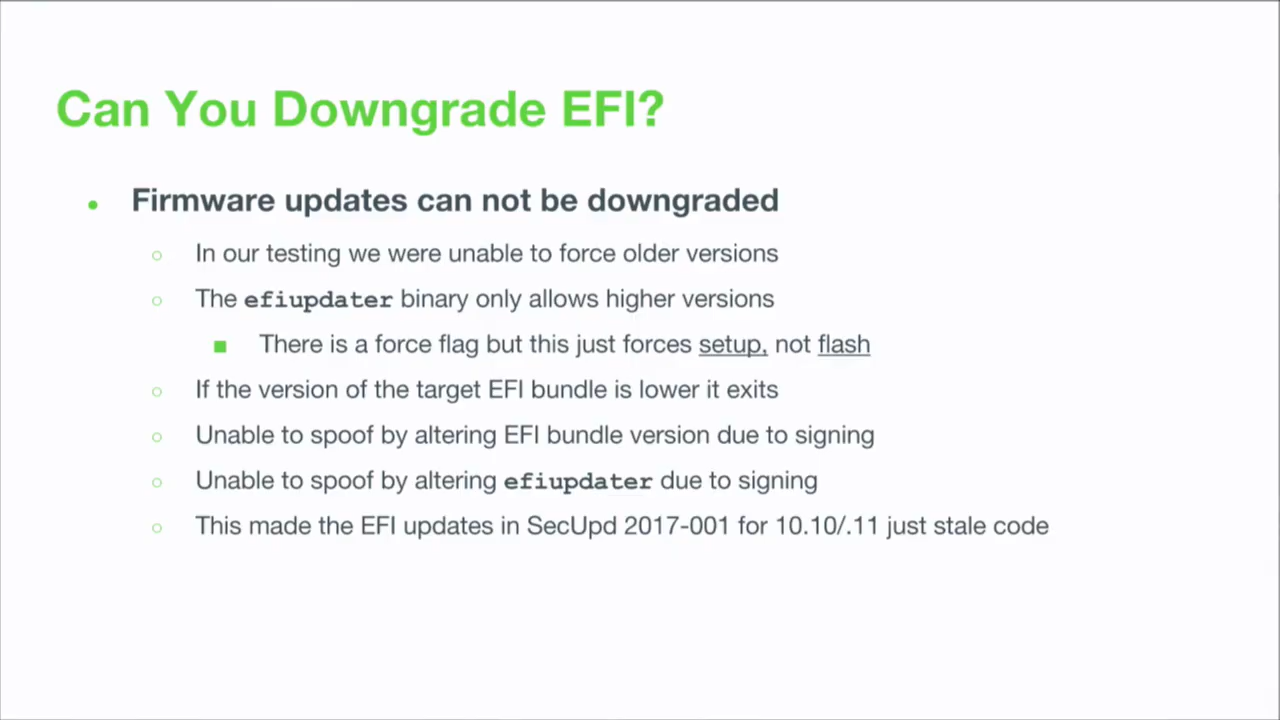 Can You Downgrade EFI?
Firmware updates can not be downgraded
In our testing we were unable to force older versions
The efiupdater binary only allows higher versions
There is a force flag but this just forces setup, not flash
If the version of the target EFI bundle is lower it exits
Unable to spoof by altering EFI bundle version due to signing
Unable to spoof by altering efiupdater due to signing
This made the EFI updates in SecUpd 2017-001 for 10.10/.11 just stale code